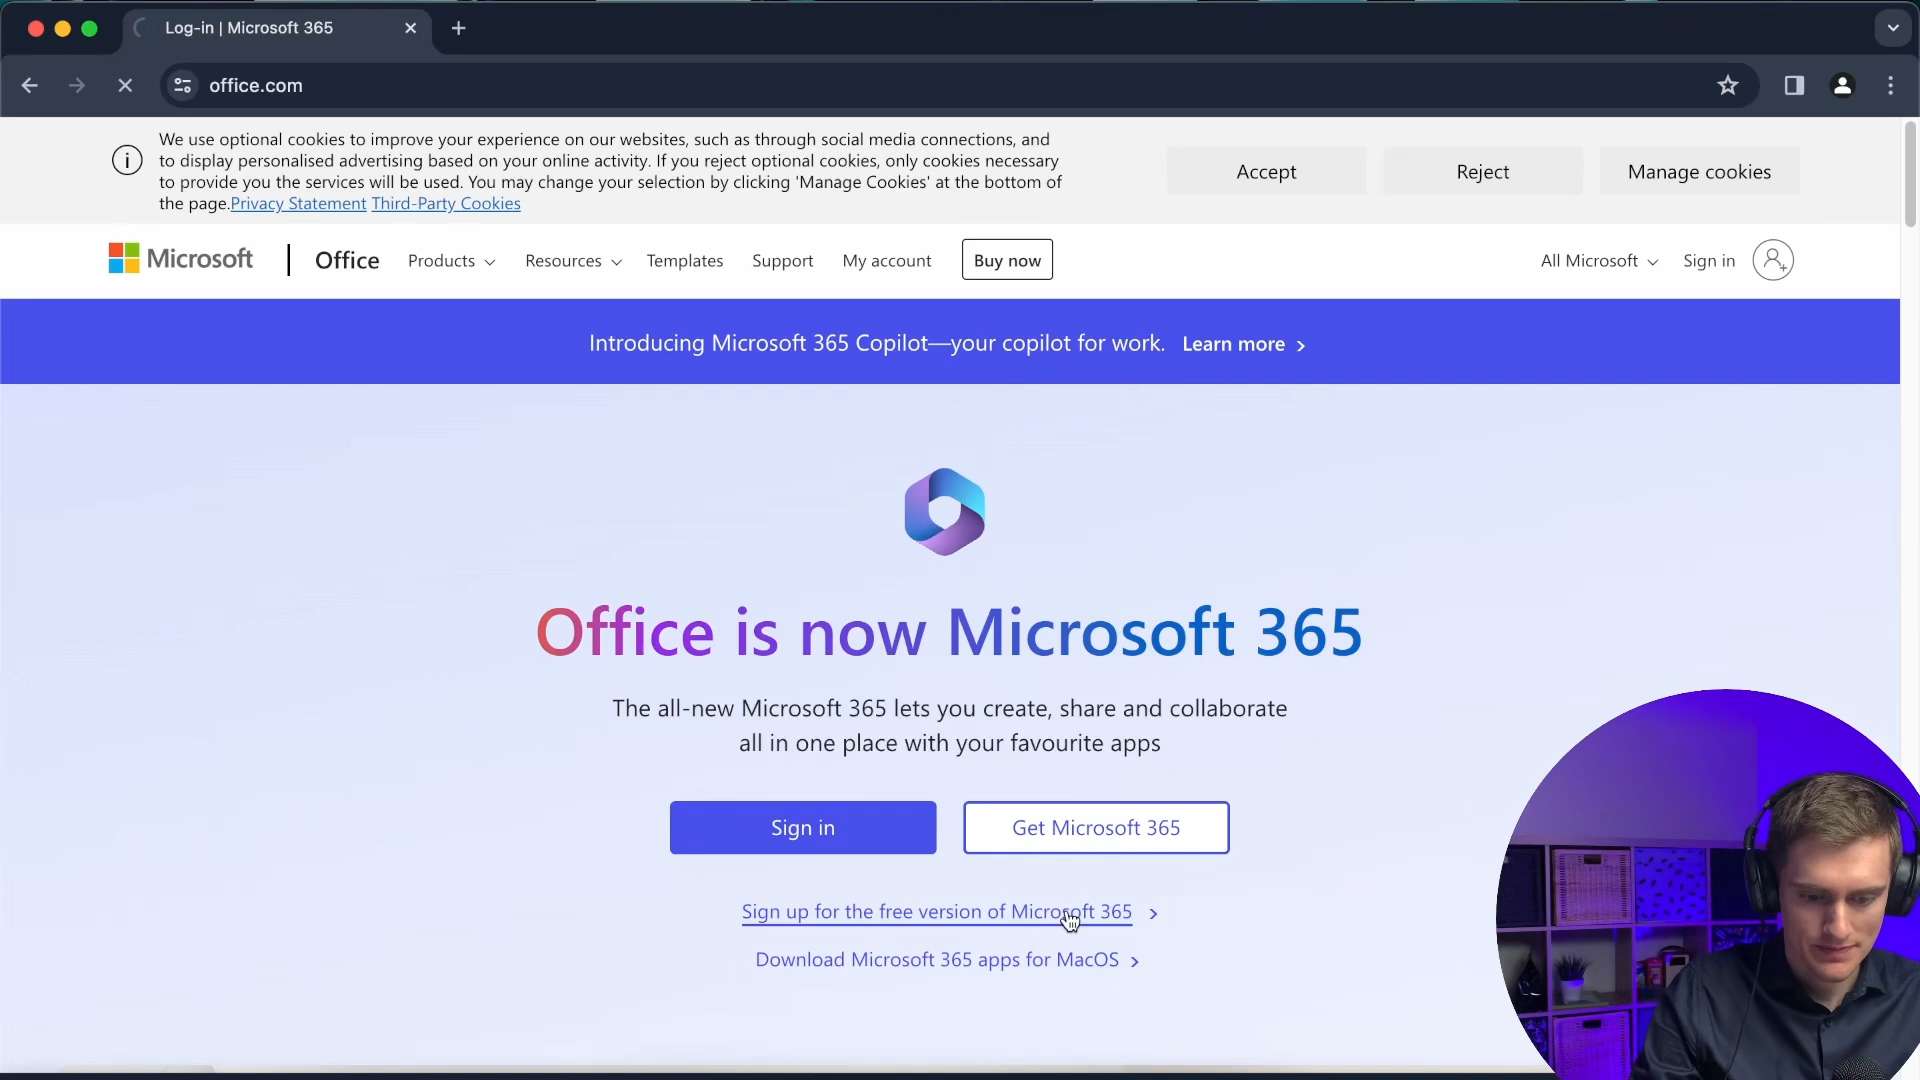 Log-in | Microsoft 365
office.com
We use optional cookies to improve your experience on our websites, such as through social media connections, and
to display personalised advertising based on your online activity. If you reject optional cookies, only cookies necessary
to provide you the services will be used. You may change your selection by clicking 'Manage Cookies' at the bottom of
the page.Privacy Statement Third-Party Cookies
Accept
Reject
Manage cookies
Microsoft
Office
Products
Resources
Templates
Support
My account
Buy now
All Microsoft
Sign in
Introducing Microsoft 365 Copilot—your copilot for work. Learn more
Office is now Microsoft 365
The all-new Microsoft 365 lets you create, share and collaborate
all in one place with your favourite apps
Sign in
Get Microsoft 365
Sign up for the free version of Microsoft 365
Download Microsoft 365 apps for MacOS